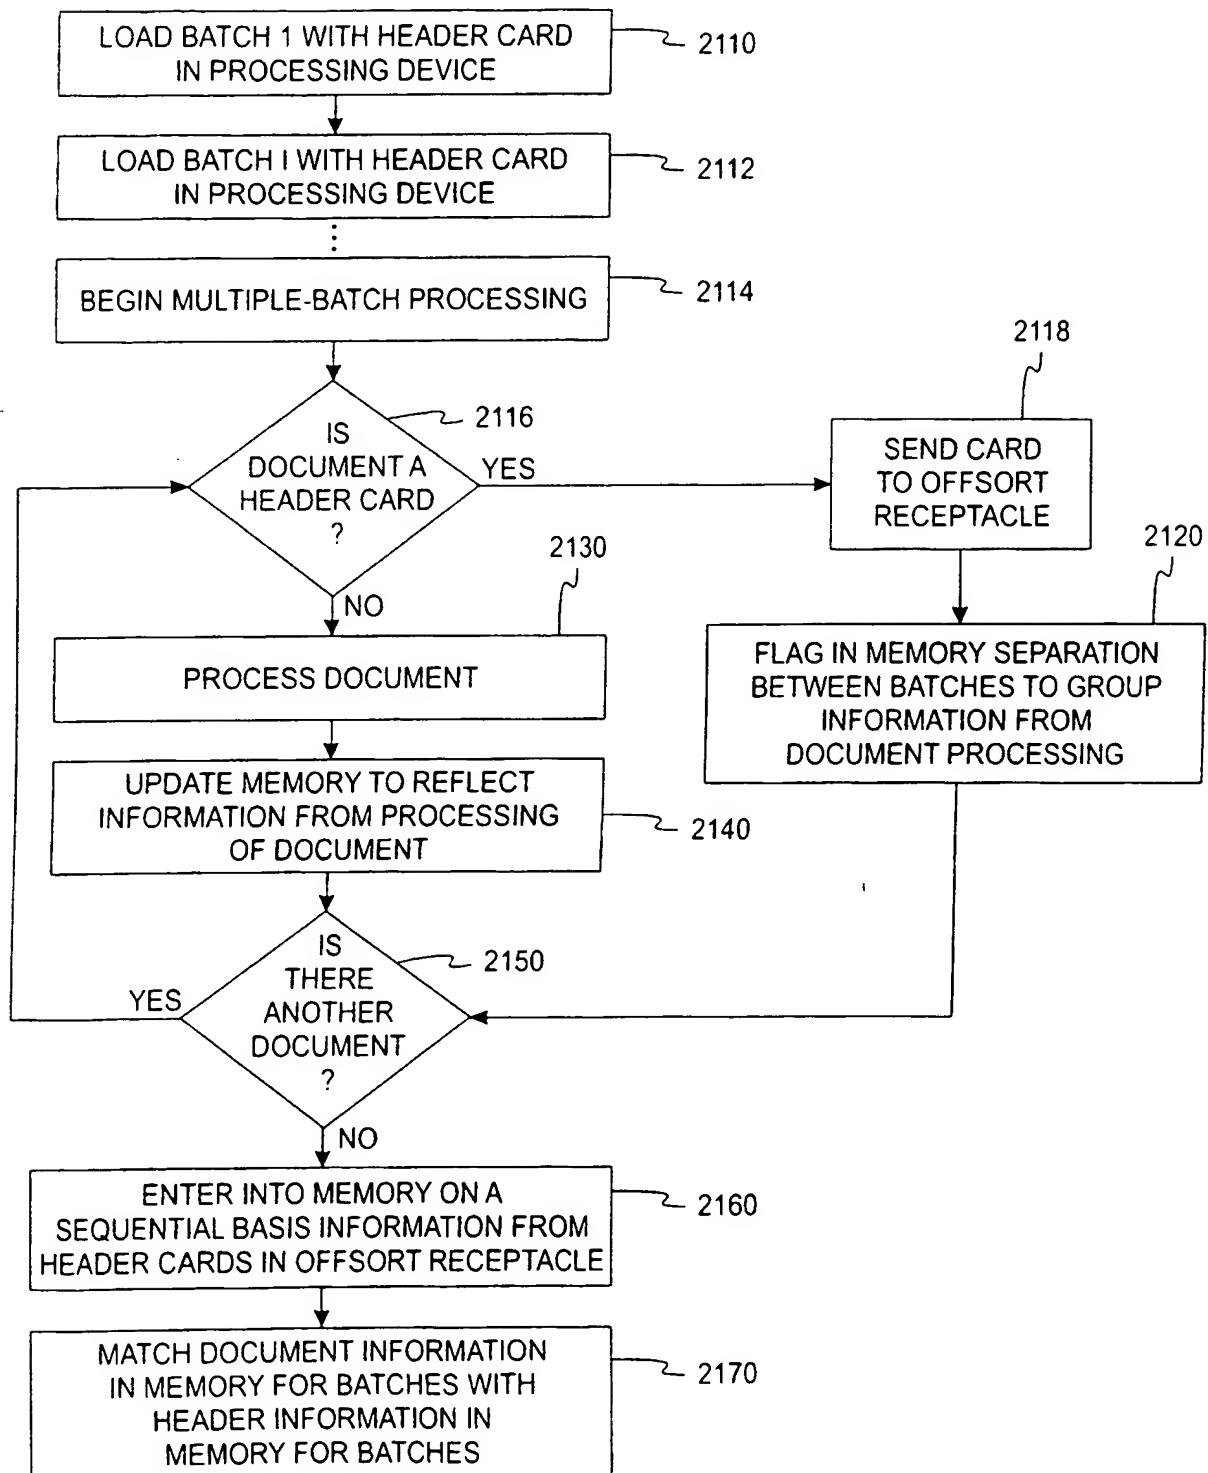 LOAD BATCH 1 WITH HEADER CARD
IN PROCESSING DEVICE
2110
LOAD BATCH I WITH HEADER CARD
IN PROCESSING DEVICE
2112
BEGIN MULTIPLE-BATCH PROCESSING
2114
2118
IS
DOCUMENT A
HEADER CARD
?
2116
YES
SEND CARD
TO OFFSORT
RECEPTACLE
NO
2130
2120
PROCESS DOCUMENT
FLAG IN MEMORY SEPARATION
BETWEEN BATCHES TO GROUP
INFORMATION FROM
DOCUMENT PROCESSING
UPDATE MEMORY TO REFLECT
INFORMATION FROM PROCESSING
OF DOCUMENT
2140
IS
THERE
ANOTHER
DOCUMENT
?
2150
YES
NO
ENTER INTO MEMORY ON A
SEQUENTIAL BASIS INFORMATION FROM
HEADER CARDS IN OFFSORT RECEPTACLE
2160
MATCH DOCUMENT INFORMATION
IN MEMORY FOR BATCHES WITH
HEADER INFORMATION IN
MEMORY FOR BATCHES
2170